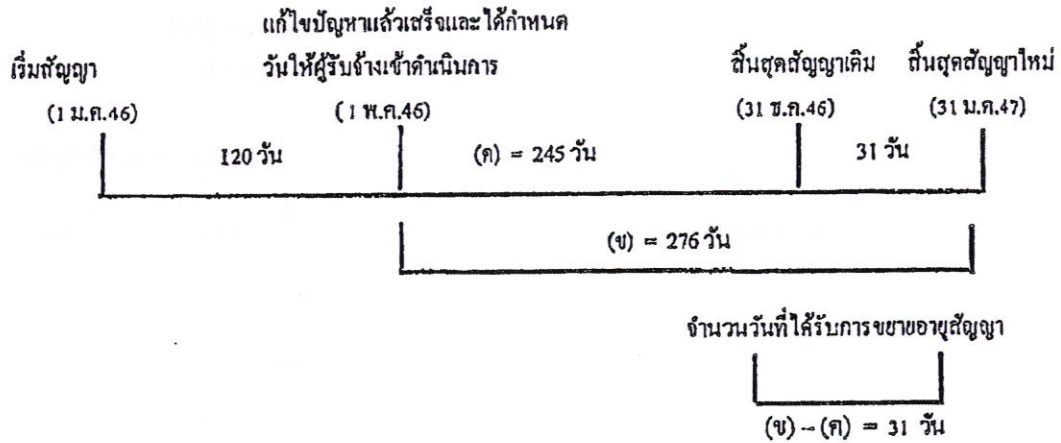 แก้ไขปัญหาแล้วเสร็จและได้กำหนด
เริ่มสัญญา วันให้ผู้รับจ้างเข้าดำเนินการ สิ้นสุดสัญญาเดิม สิ้นสุดสัญญาใหม่
(1 ม.ค.46) (1 พ.ค.46) (31 ธ.ค.46) (31 ม.ค.47)
120 วัน (ค) = 245 วัน 31 วัน
(ข) = 276 วัน
จำนวนวันที่ได้รับการขยายอายุสัญญา
(ข) - (ค) = 31 วัน